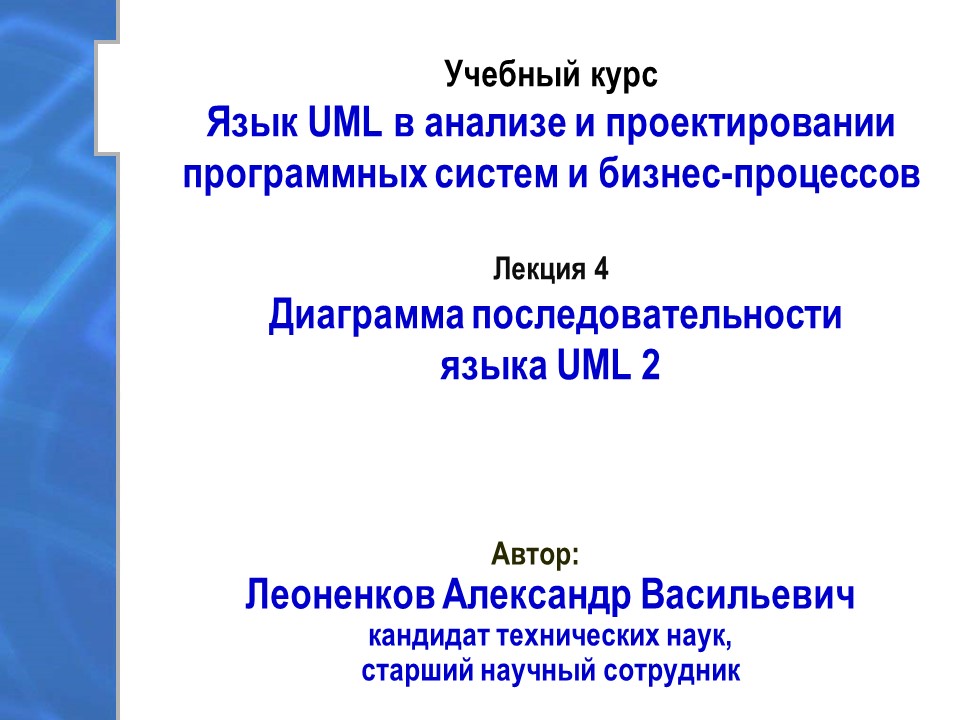 Учебный курс
Язык UML в анализе и проектировании
программных систем и бизнес-процессов
Лекция 4
Диаграмма последовательности
языка UML 2
Автор:
Леоненков Александр Васильевич
кандидат технических наук,
старший научный сотрудник